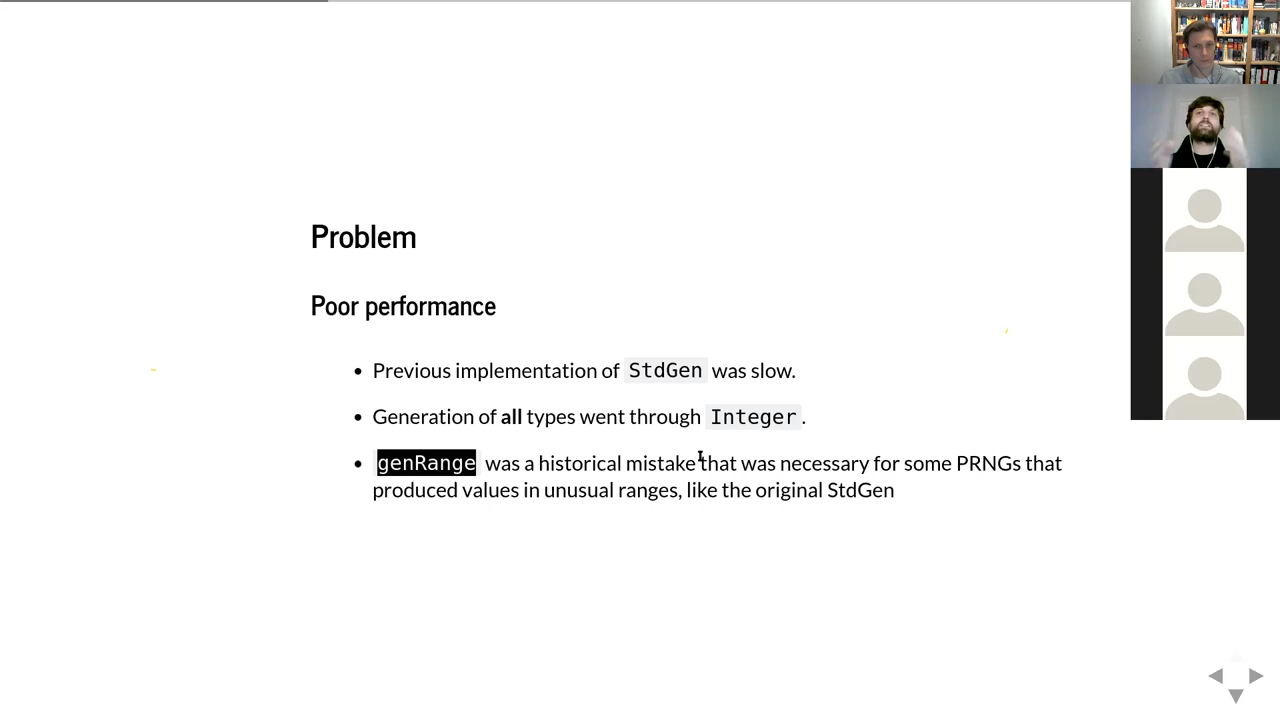 Problem
Poor performance
• Previous implementation of StdGen was slow.
• Generation of all types went through Integer.
• genRange was a historical mistake that was necessary for some PRNGs that
produced values in unusual ranges, like the original StdGen